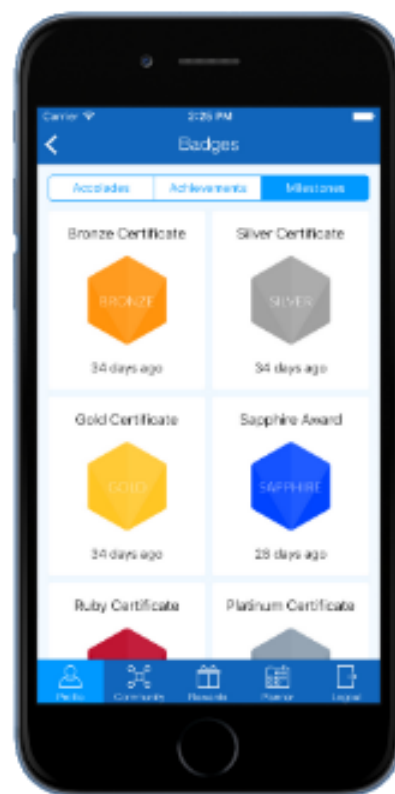 Carrier 2:25 PM
Badges
Accolades Achievements Milestones
Bronze Certificate Silver Certificate
BRONZE SILVER
34 days ago 34 days ago
Gold Certificate Sapphire Award
GOLD SAPPHIRE
34 days ago 28 days ago
Ruby Certificate Platinum Certificate
Profile Community Rewards Planner Logout